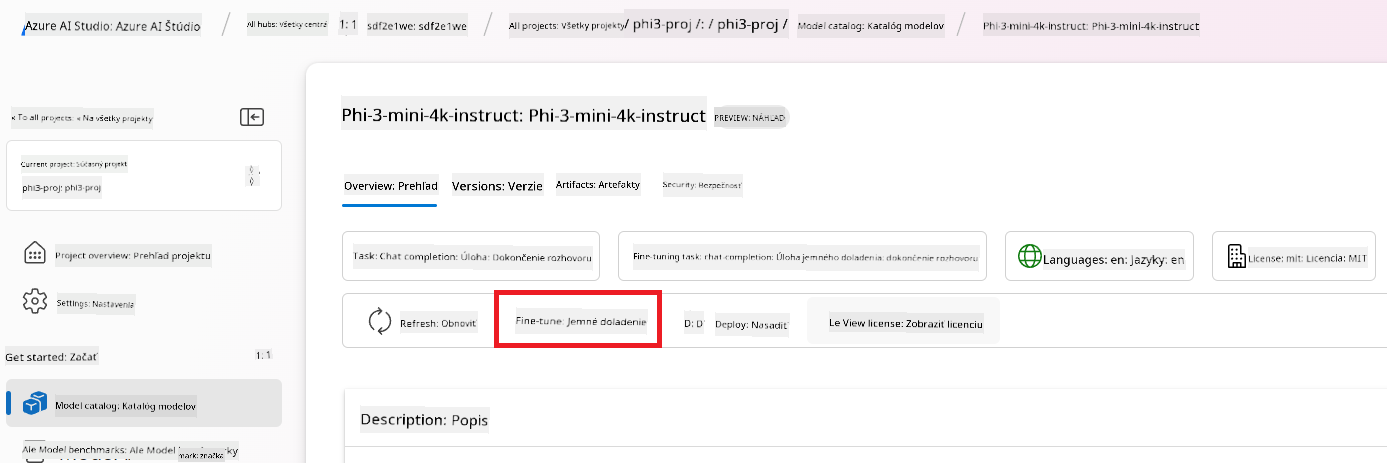 Azure AI Studio: Azure AI Štúdio / All hubs: Všetky centrá 1: 1 sdf2e1we: sdf2e1we / All projects: Všetky projekty / phi3-proj /: / phi3-proj / Model catalog: Katalóg modelov / Phi-3-mini-4k-instruct: Phi-3-mini-4k-instruct
« To all projects: « Na všetky projekty
Current project: Súčasný projekt
phi3-proj: phi3-proj
Project overview: Prehľad projektu
Settings: Nastavenia
Get started: Začať 1: 1
Model catalog: Katalóg modelov
Ale Model benchmarks: Ale Model
mark: značka
Phi-3-mini-4k-instruct: Phi-3-mini-4k-instruct PREVIEW: NÁHĽAD
Overview: Prehľad Versions: Verzie Artifacts: Artefakty Security: Bezpečnosť
Task: Chat completion: Úloha: Dokončenie rozhovoru Fine-tuning task: chat-completion: Úloha jemného doladenia: dokončenie rozhovoru Languages: en: Jazyky: en License: mit: Licencia: MIT
Refresh: Obnoviť Fine-tune: Jemné doladenie D: D Deploy: Nasadiť Le View license: Zobraziť licenciu
Description: Popis